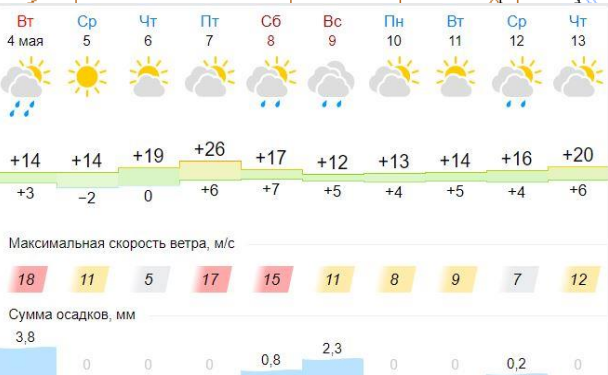 Вт Ср Чт Пт Сб Вс Пн Вт Ср Чт
4 мая 5 6 7 8 9 10 11 12 13
+14 +14 +19 +26 +17 +12 +13 +14 +16 +20
+3 −2 0 +6 +7 +5 +4 +5 +4 +6
Максимальная скорость ветра, м/с
18 11 5 17 15 11 8 9 7 12
Сумма осадков, мм
3,8 0 0 0 0,8 2,3 0 0 0,2 0